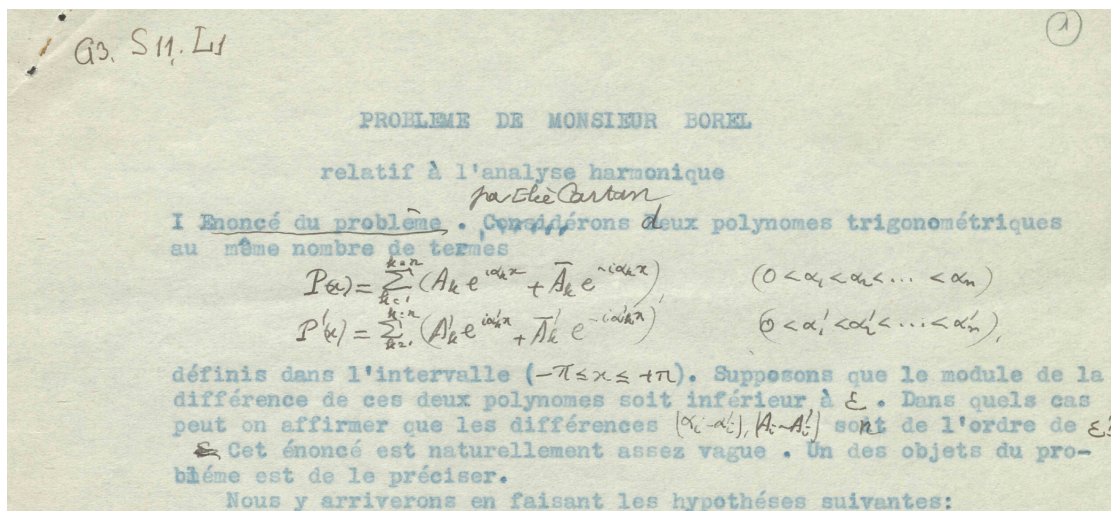 G3. S11. L1
1
PROBLEME DE MONSIEUR BOREL
relatif à l'analyse harmonique
par Elie Cartan
I Enoncé du problême . Considérons deux polynomes trigonométriques
au même nombre de termes
P(x) = ∑_{k=1}^{k=n} (A_k e^{iα_k x} + Ā_k e^{-iα_k x}), (0 < α_1 < α_2 < ... < α_n)
P'(x) = ∑_{k=1}^{k=n} (A'_k e^{iα'_k x} + Ā'_k e^{-iα'_k x}), (0 < α'_1 < α'_2 < ... < α'_n),
définis dans l'intervalle (-π ≤ x ≤ +π). Supposons que le module de la
différence de ces deux polynomes soit inférieur à ε . Dans quels cas
peut on affirmer que les différences |α_i - α'_i|, |A_i - A'_i| sont de l'ordre de ε?
Cet énoncé est naturellement assez vague . Un des objets du pro-
bléme est de le préciser.
Nous y arriverons en faisant les hypothéses suivantes: